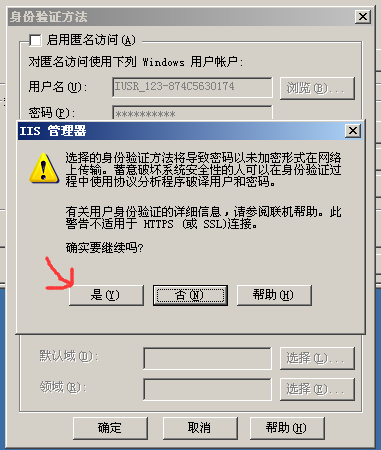 身份验证方法
启用匿名访问(A)
对匿名访问使用下列 Windows 用户帐户:
用户名(U): IUSR_123-874C5630174 浏览(B)...
密码(P): **********
IIS 管理器
选择的身份验证方法将导致密码以未加密形式在网络
上传输。蓄意破坏系统安全性的人可以在身份验证过
程中使用协议分析程序破译用户和密码。
有关用户身份验证的详细信息，请参阅联机帮助。此
警告不适用于 HTTPS (或 SSL)连接。
确实要继续吗?
是(Y) 否(N) 帮助(H)
默认域(D): 选择(L)...
领域(R): 选择(E)...
确定 取消 帮助(H)